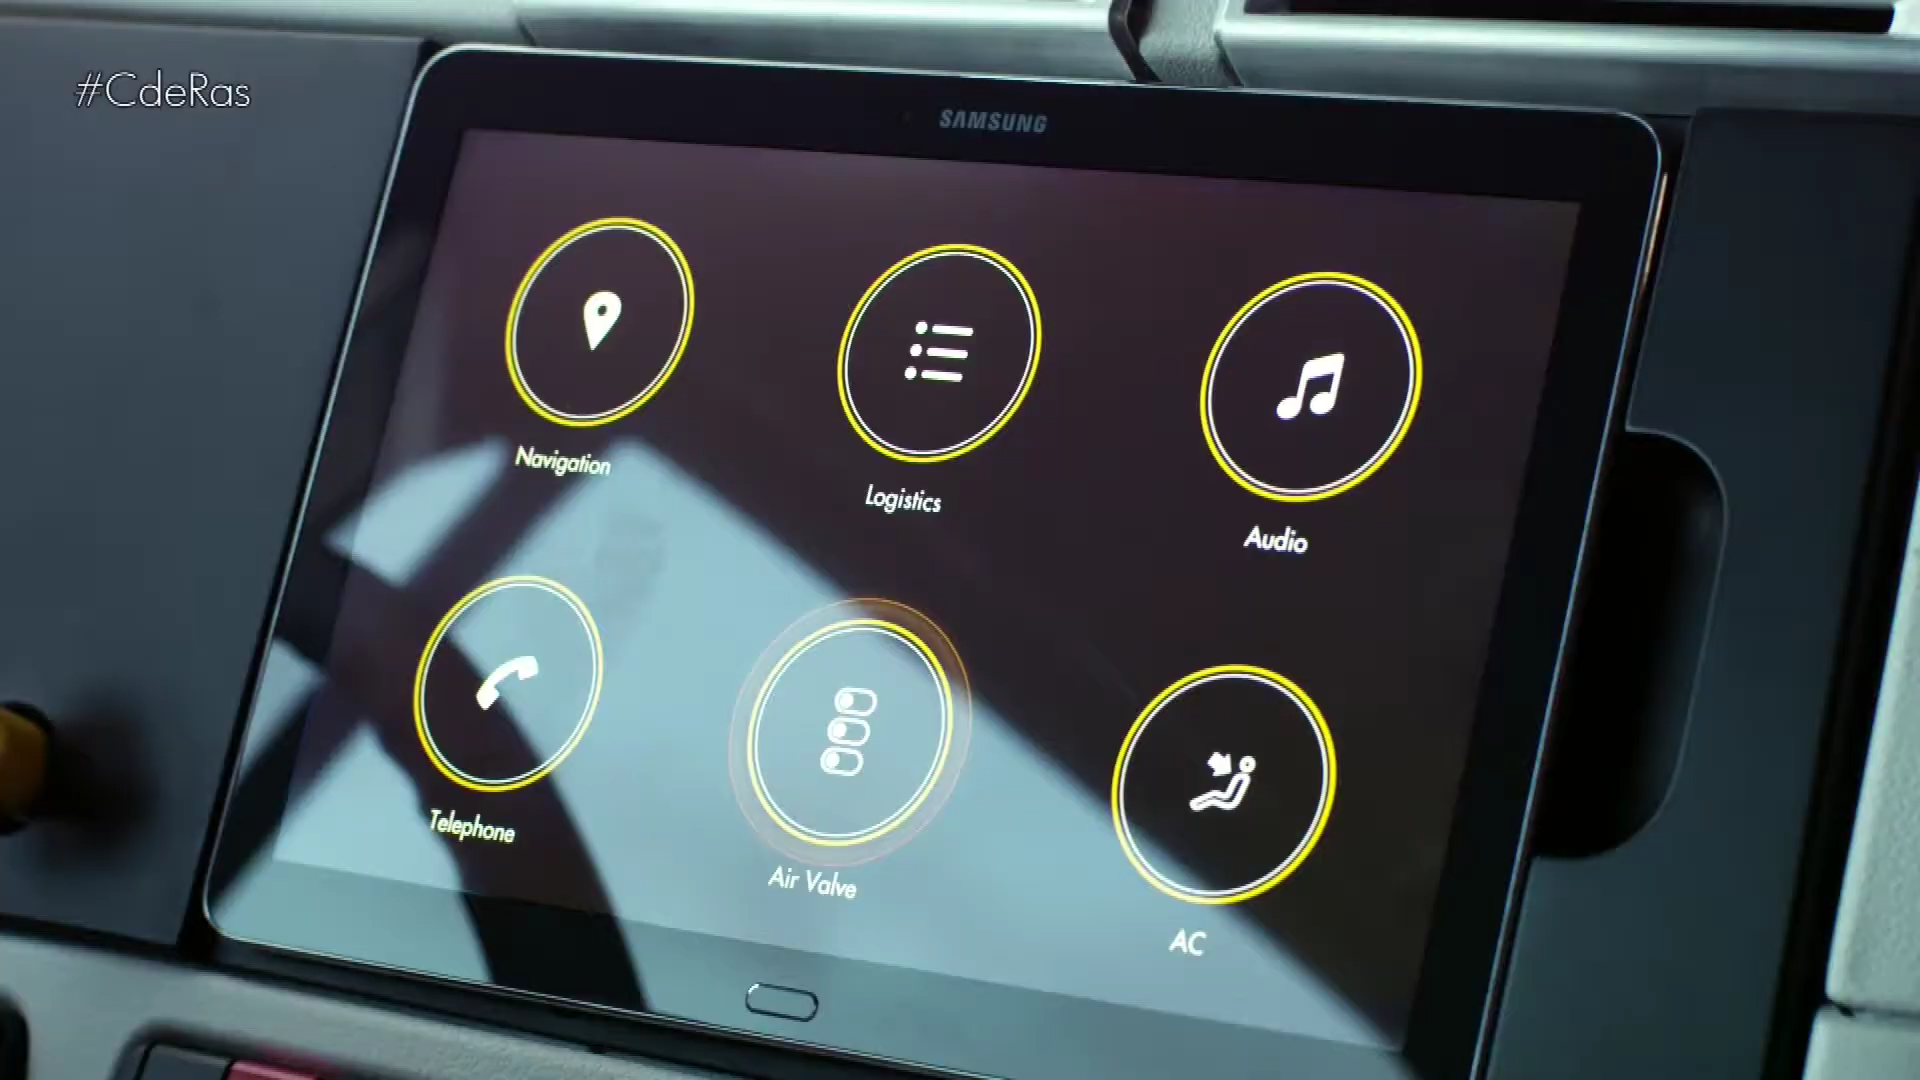 #CdeRas
SAMSUNG
Navigation
Logistics
Audio
Telephone
Air Valve
AC